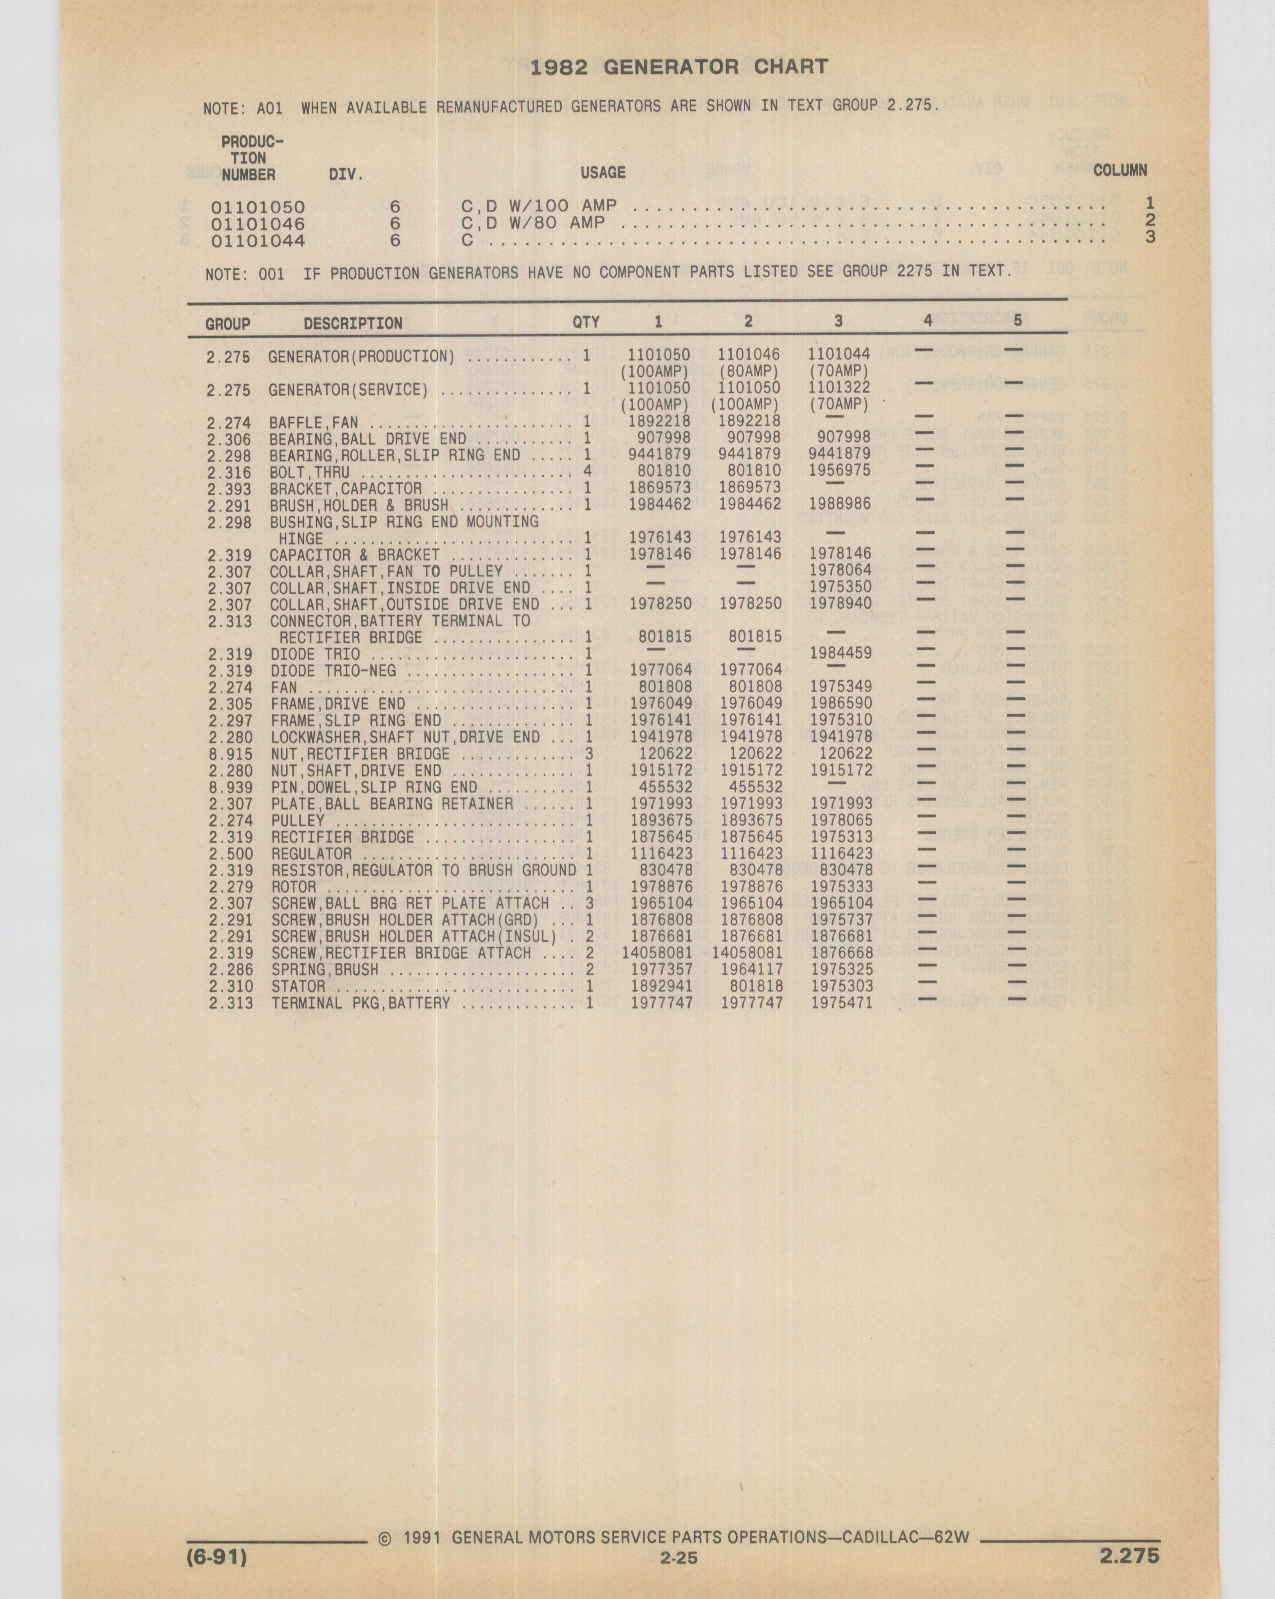 1982 GENERATOR CHART
NOTE: A01 WHEN AVAILABLE REMANUFACTURED GENERATORS ARE SHOWN IN TEXT GROUP 2.275.
PRODUC-
TION
NUMBER DIV. USAGE COLUMN
01101050 6 C,D W/100 AMP ........................................ 1
01101046 6 C,D W/80 AMP ......................................... 2
01101044 6 C .................................................... 3
NOTE: 001 IF PRODUCTION GENERATORS HAVE NO COMPONENT PARTS LISTED SEE GROUP 2275 IN TEXT.
GROUP DESCRIPTION QTY 1 2 3 4 5
2.275 GENERATOR(PRODUCTION) ............ 1 1101050 1101046 1101044 — —
(100AMP) (80AMP) (70AMP)
2.275 GENERATOR(SERVICE) ............... 1 1101050 1101050 1101322 — —
(100AMP) (100AMP) (70AMP)
2.274 BAFFLE,FAN ....................... 1 1892218 1892218 — — —
2.306 BEARING,BALL DRIVE END ........... 1 907998 907998 907998 — —
2.298 BEARING,ROLLER,SLIP RING END ..... 1 9441879 9441879 9441879 — —
2.316 BOLT,THRU ........................ 4 801810 801810 1956975 — —
2.393 BRACKET,CAPACITOR ................ 1 1869573 1869573 — — —
2.291 BRUSH,HOLDER & BRUSH ............. 1 1984462 1984462 1988986 — —
2.298 BUSHING,SLIP RING END MOUNTING
HINGE ........................... 1 1976143 1976143 — — —
2.319 CAPACITOR & BRACKET .............. 1 1978146 1978146 1978146 — —
2.307 COLLAR,SHAFT,FAN TO PULLEY ....... 1 — — 1978064 — —
2.307 COLLAR,SHAFT,INSIDE DRIVE END .... 1 — — 1975350 — —
2.307 COLLAR,SHAFT,OUTSIDE DRIVE END ... 1 1978250 1978250 1978940 — —
2.313 CONNECTOR,BATTERY TERMINAL TO
RECTIFIER BRIDGE ................ 1 801815 801815 — — —
2.319 DIODE TRIO ....................... 1 — — 1984459 — —
2.319 DIODE TRIO-NEG ................... 1 1977064 1977064 — — —
2.274 FAN .............................. 1 801808 801808 1975349 — —
2.305 FRAME,DRIVE END .................. 1 1976049 1976049 1986590 — —
2.297 FRAME,SLIP RING END .............. 1 1976141 1976141 1975310 — —
2.280 LOCKWASHER,SHAFT NUT,DRIVE END ... 1 1941978 1941978 1941978 — —
8.915 NUT,RECTIFIER BRIDGE ............. 3 120622 120622 120622 — —
2.280 NUT,SHAFT,DRIVE END .............. 1 1915172 1915172 1915172 — —
8.939 PIN,DOWEL,SLIP RING END .......... 1 455532 455532 — — —
2.307 PLATE,BALL BEARING RETAINER ...... 1 1971993 1971993 1971993 — —
2.274 PULLEY ........................... 1 1893675 1893675 1978065 — —
2.319 RECTIFIER BRIDGE ................. 1 1875645 1875645 1975313 — —
2.500 REGULATOR ........................ 1 1116423 1116423 1116423 — —
2.319 RESISTOR,REGULATOR TO BRUSH GROUND 1 830478 830478 830478 — —
2.279 ROTOR ............................ 1 1978876 1978876 1975333 — —
2.307 SCREW,BALL BRG RET PLATE ATTACH .. 3 1965104 1965104 1965104 — —
2.291 SCREW,BRUSH HOLDER ATTACH(GRD) ... 1 1876808 1876808 1975737 — —
2.291 SCREW,BRUSH HOLDER ATTACH(INSUL) . 2 1876681 1876681 1876681 — —
2.319 SCREW,RECTIFIER BRIDGE ATTACH .... 2 14058081 14058081 1876668 — —
2.286 SPRING,BRUSH ..................... 2 1977357 1964117 1975325 — —
2.310 STATOR ........................... 1 1892941 801818 1975303 — —
2.313 TERMINAL PKG,BATTERY ............. 1 1977747 1977747 1975471 — —
© 1991 GENERAL MOTORS SERVICE PARTS OPERATIONS—CADILLAC—62W
(6-91) 2-25 2.275